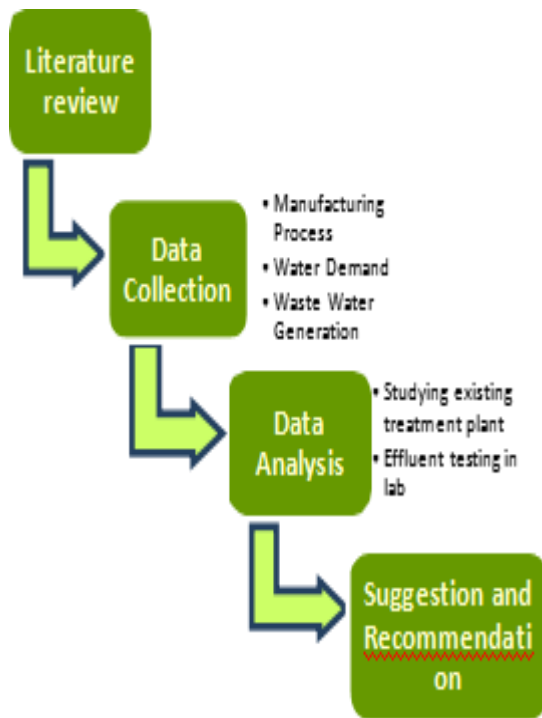 Literature
review
Data
Collection
• Manufacturing
Process
• Water Demand
• Waste Water
Generation
Data
Analysis
• Studying existing
treatment plant
• Effluent testing in
lab
Suggestion and
Recommendati
on